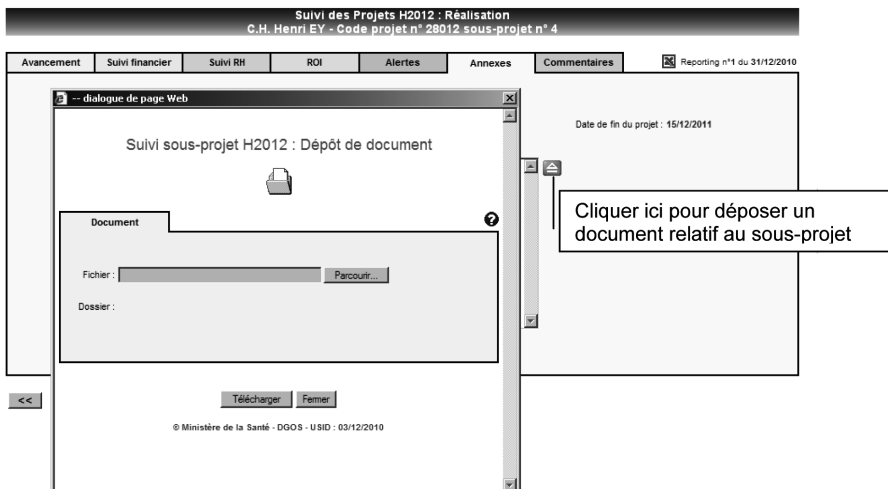 Suivi des Projets H2012 : Réalisation
C.H. Henri EY - Code projet n° 28012 sous-projet n° 4
Avancement Suivi financier Suivi RH ROI Alertes Annexes Commentaires Reporting n°1 du 31/12/2010
-- dialogue de page Web
Date de fin du projet : 15/12/2011
Suivi sous-projet H2012 : Dépôt de document
Cliquer ici pour déposer un
document relatif au sous-projet
Document
Fichier : Parcourir...
Dossier :
<< Télécharger Fermer
© Ministère de la Santé - DGOS - USID : 03/12/2010